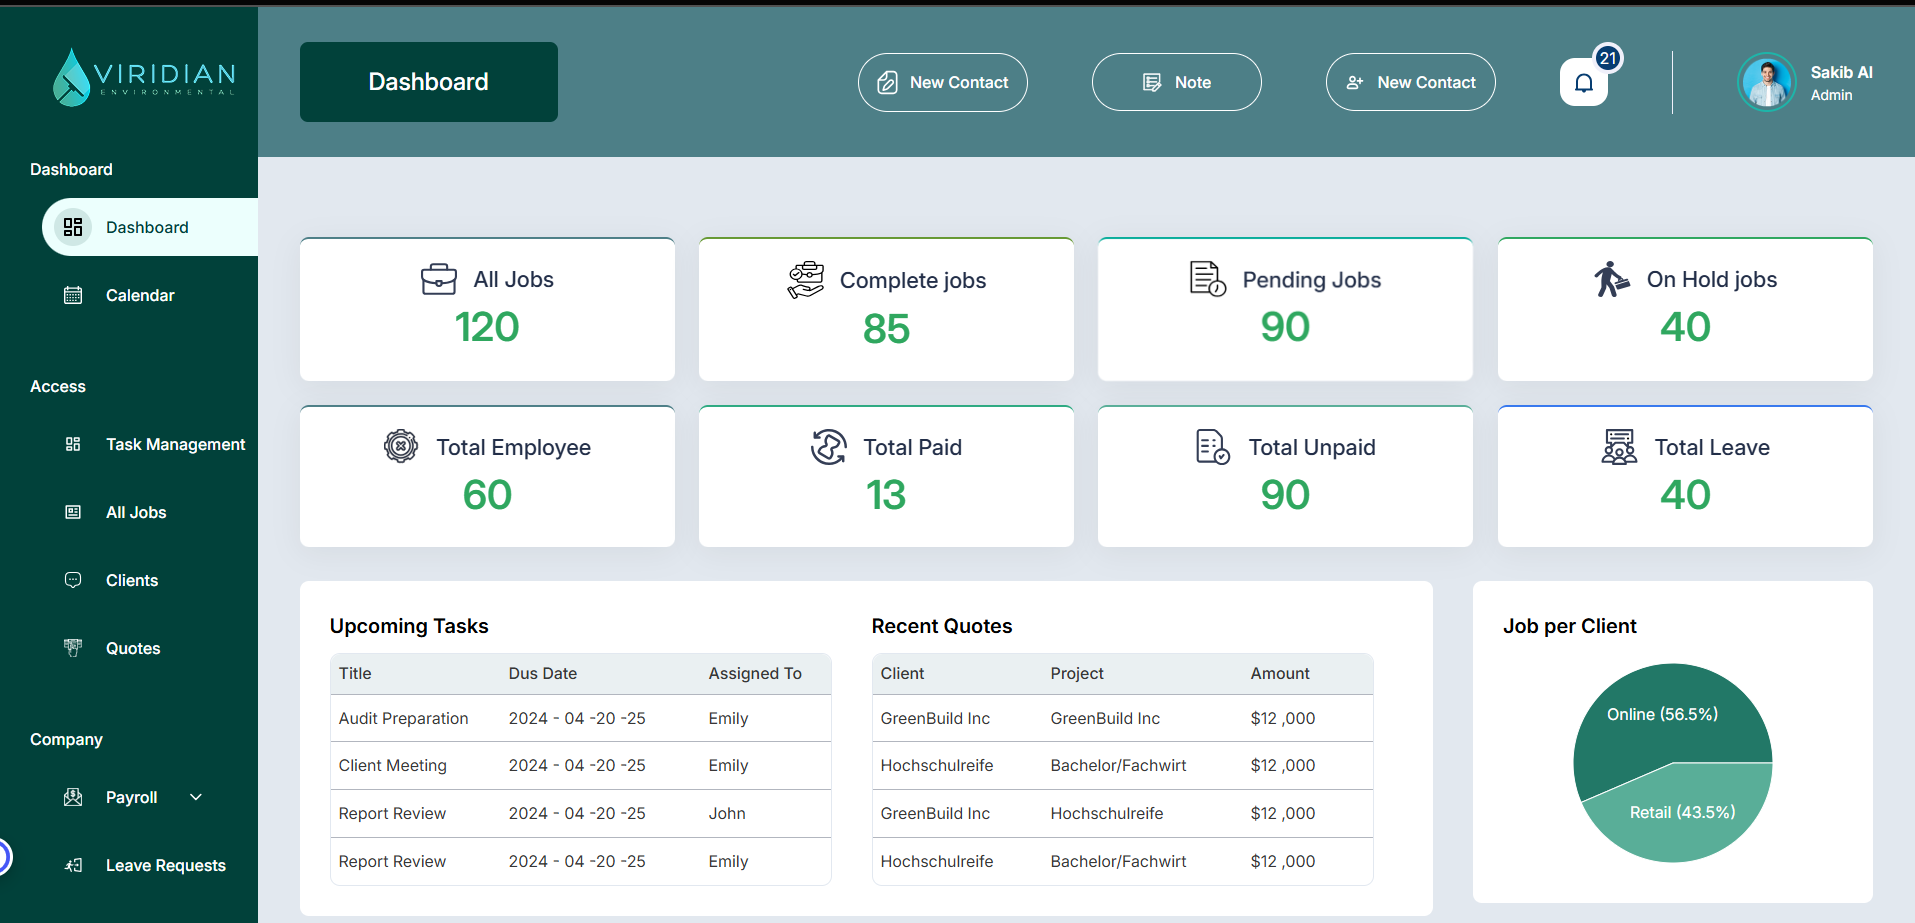 VIRIDIAN
ENVIRONMENTAL
Dashboard
Dashboard
Calendar
Access
Task Management
All Jobs
Clients
Quotes
Company
Payroll
Leave Requests
Dashboard
New Contact
Note
New Contact
21
Sakib Al
Admin
All Jobs
120
Complete jobs
85
Pending Jobs
90
On Hold jobs
40
Total Employee
60
Total Paid
13
Total Unpaid
90
Total Leave
40
Upcoming Tasks
Title Dus Date Assigned To
Audit Preparation 2024 - 04 -20 -25 Emily
Client Meeting 2024 - 04 -20 -25 Emily
Report Review 2024 - 04 -20 -25 John
Report Review 2024 - 04 -20 -25 Emily
Recent Quotes
Client Project Amount
GreenBuild Inc GreenBuild Inc $12 ,000
Hochschulreife Bachelor/Fachwirt $12 ,000
GreenBuild Inc Hochschulreife $12 ,000
Hochschulreife Bachelor/Fachwirt $12 ,000
Job per Client
Online (56.5%)
Retail (43.5%)